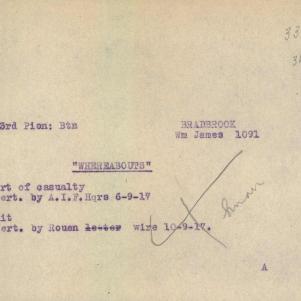 33
3rd Pion: Btn BRADBROOK
Wm James 1091
"WHEREABOUTS"
rt of casualty
ert. by A.I.F. Hqrs 6-9-17
it
ert. by Rouen letter wire 10-9-17.
A